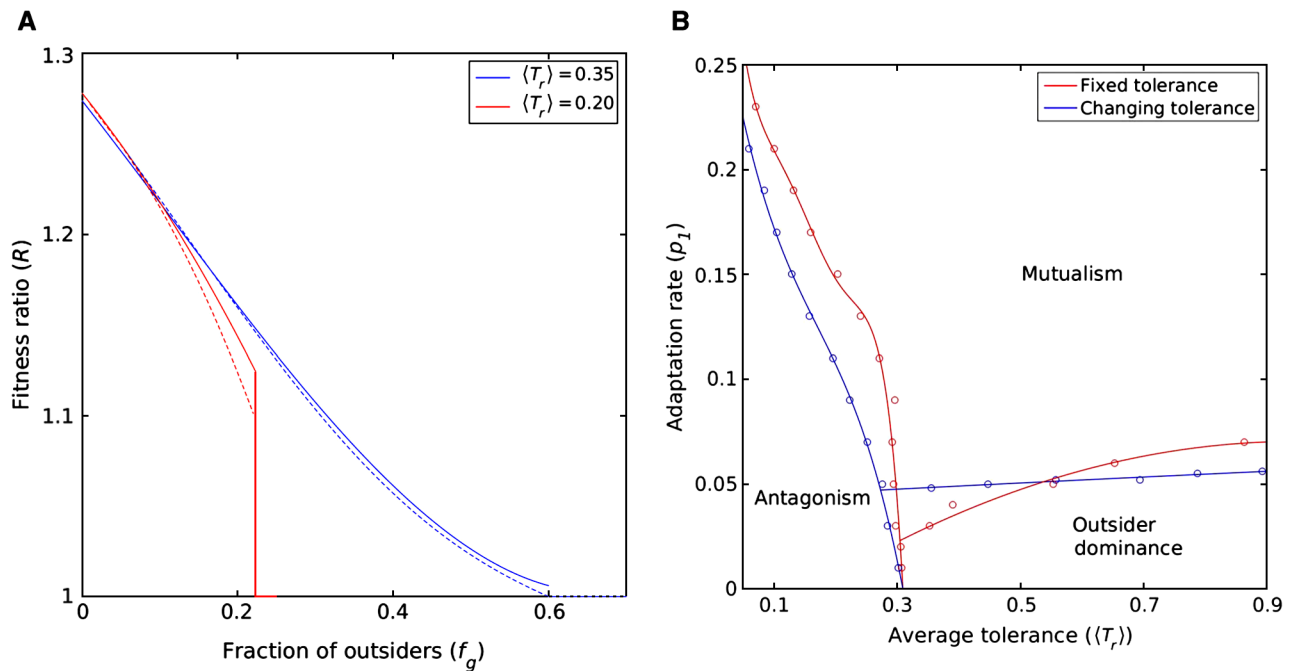 A
1.3
1.2
1.1
1
0
0.2
0.4
0.6
Fitness ratio (R)
Fraction of outsiders (f_g)
⟨T_r⟩ = 0.35
⟨T_r⟩ = 0.20
B
0.25
0.2
0.15
0.1
0.05
0
0.1
0.3
0.5
0.7
0.9
Adaptation rate (p_1)
Average tolerance (⟨T_r⟩)
Fixed tolerance
Changing tolerance
Mutualism
Antagonism
Outsider
dominance